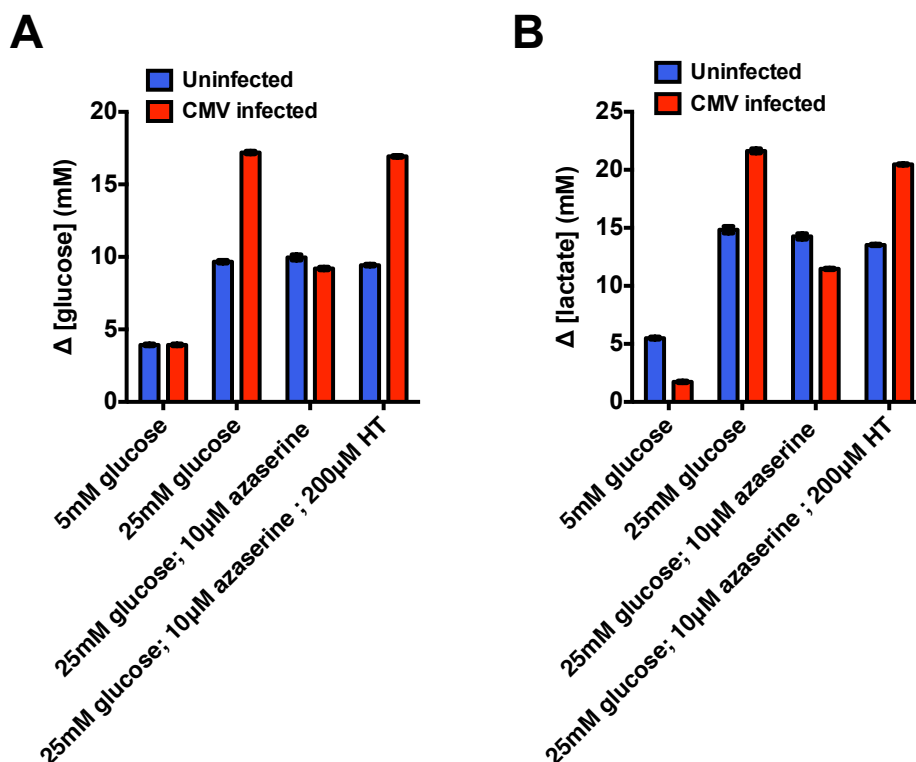 A
Uninfected
CMV infected
Δ [glucose] (mM)
20
15
10
5
0
5mM glucose
25mM glucose
25mM glucose; 10µM azaserine
25mM glucose; 10µM azaserine ; 200µM HT
B
Uninfected
CMV infected
Δ [lactate] (mM)
25
20
15
10
5
0
5mM glucose
25mM glucose
25mM glucose; 10µM azaserine
25mM glucose; 10µM azaserine ; 200µM HT